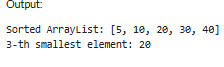 Output:
Sorted ArrayList: [5, 10, 20, 30, 40]
3-th smallest element: 20